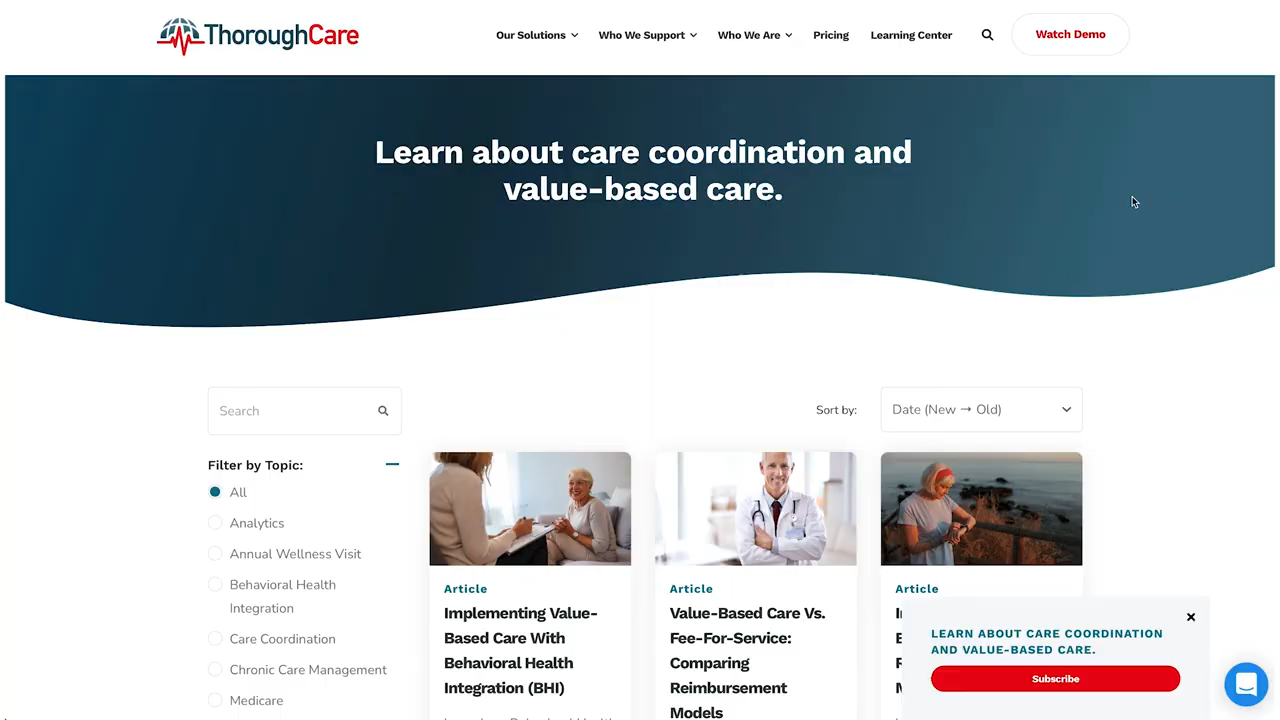 ThoroughCare
Our Solutions
Who We Support
Who We Are
Pricing
Learning Center
Watch Demo
Learn about care coordination and
value-based care.
Search
Sort by:
Date (New → Old)
Filter by Topic:
All
Analytics
Annual Wellness Visit
Behavioral Health
Integration
Care Coordination
Chronic Care Management
Medicare
Article
Implementing Value-
Based Care With
Behavioral Health
Integration (BHI)
Article
Value-Based Care Vs.
Fee-For-Service:
Comparing
Reimbursement
Models
Article
LEARN ABOUT CARE COORDINATION
AND VALUE-BASED CARE.
Subscribe